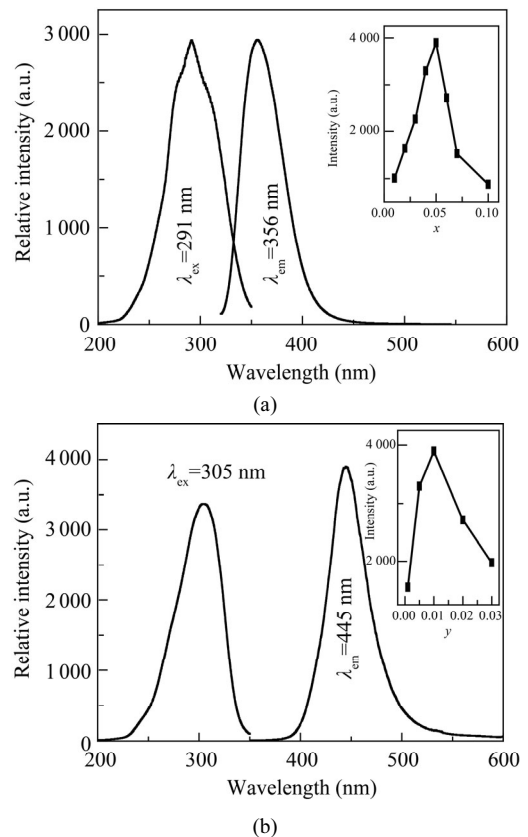 3 000
2 000
1 000
0
Relative intensity (a.u.)
λex=291 nm
λem=356 nm
200
300
400
500
600
Wavelength (nm)
4 000
2 000
Intensity (a.u.)
0.00
0.05
0.10
x
(a)
5 000
4 000
3 000
2 000
1 000
0
Relative intensity (a.u.)
λex=305 nm
λem=445 nm
200
300
400
500
600
Wavelength (nm)
4 000
2 000
Intensity (a.u.)
0.00
0.01
0.02
0.03
y
(b)